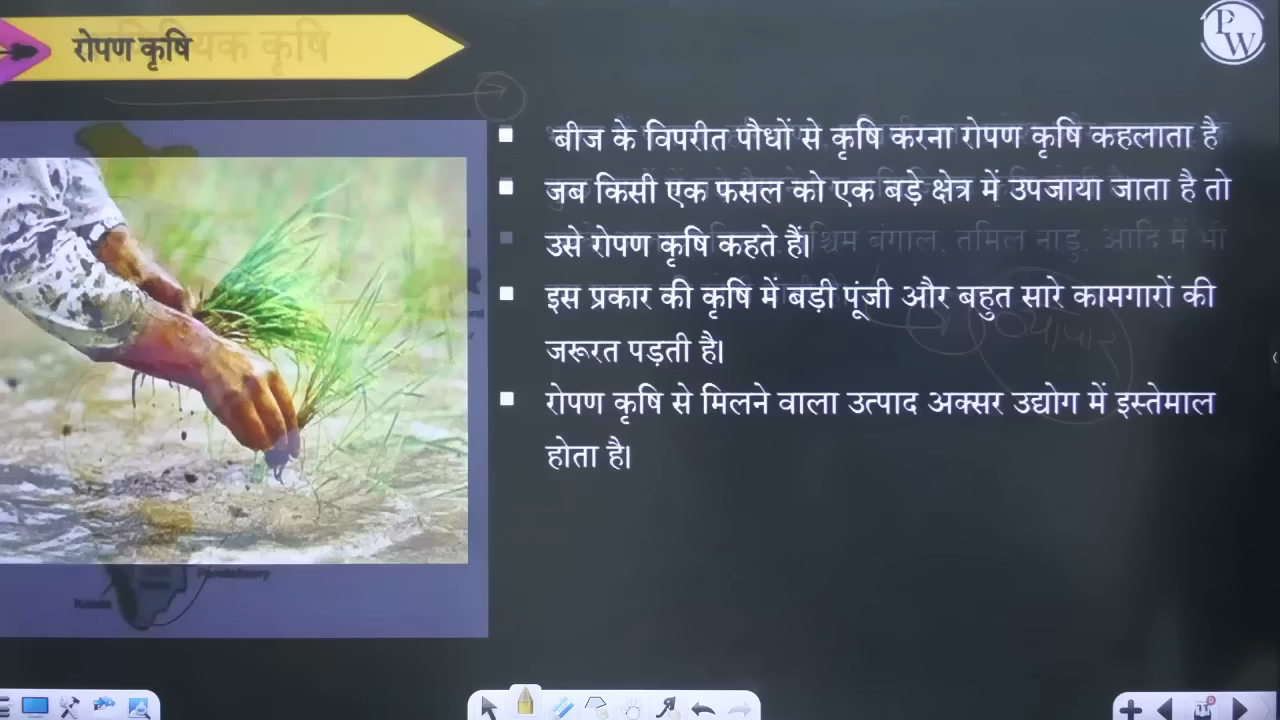 रोपण कृषि
PW
बीज के विपरीत पौधों से कृषि करना रोपण कृषि कहलाता है
जब किसी एक फसल को एक बड़े क्षेत्र में उपजाया जाता है तो
उसे रोपण कृषि कहते हैं।
इस प्रकार की कृषि में बड़ी पूंजी और बहुत सारे कामगारों की
जरूरत पड़ती है।
रोपण कृषि से मिलने वाला उत्पाद अक्सर उद्योग में इस्तेमाल
होता है।